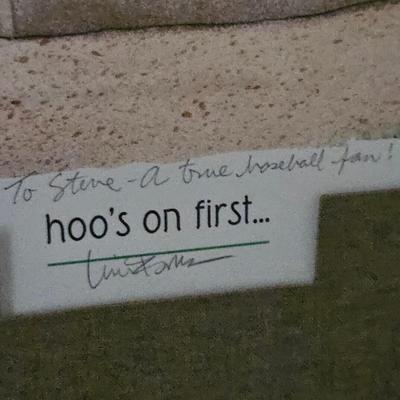 To Steve - A true baseball fan!
hoo's on first...